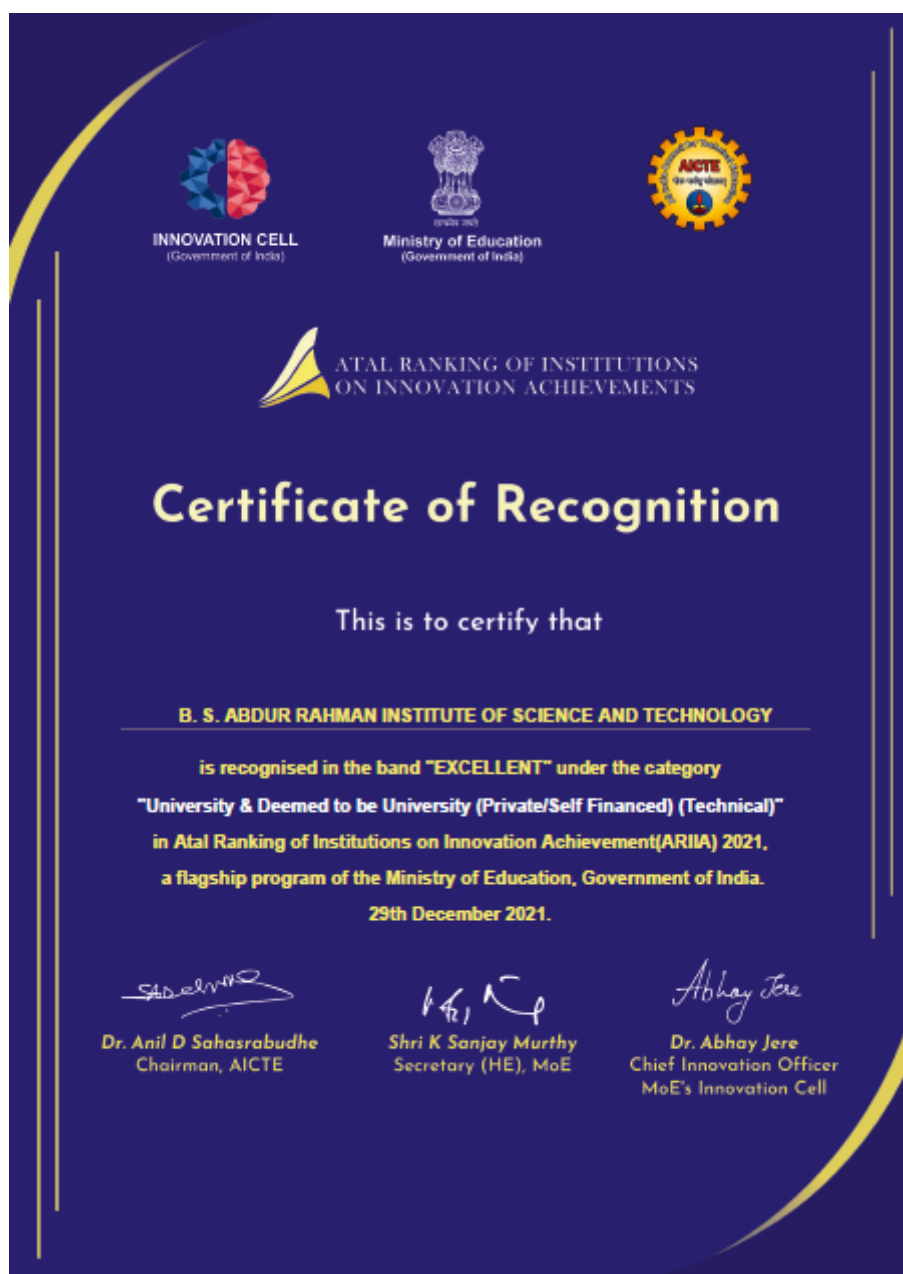 INNOVATION CELL
(Government of India)
सत्यमेव जयते
Ministry of Education
(Government of India)
AICTE
ATAL RANKING OF INSTITUTIONS
ON INNOVATION ACHIEVEMENTS
Certificate of Recognition
This is to certify that
B. S. ABDUR RAHMAN INSTITUTE OF SCIENCE AND TECHNOLOGY
is recognised in the band "EXCELLENT" under the category
"University & Deemed to be University (Private/Self Financed) (Technical)"
in Atal Ranking of Institutions on Innovation Achievement(ARIIA) 2021,
a flagship program of the Ministry of Education, Government of India.
29th December 2021.
Abhay Jere
Dr. Anil D Sahasrabudhe
Chairman, AICTE
Shri K Sanjay Murthy
Secretary (HE), MoE
Dr. Abhay Jere
Chief Innovation Officer
MoE's Innovation Cell